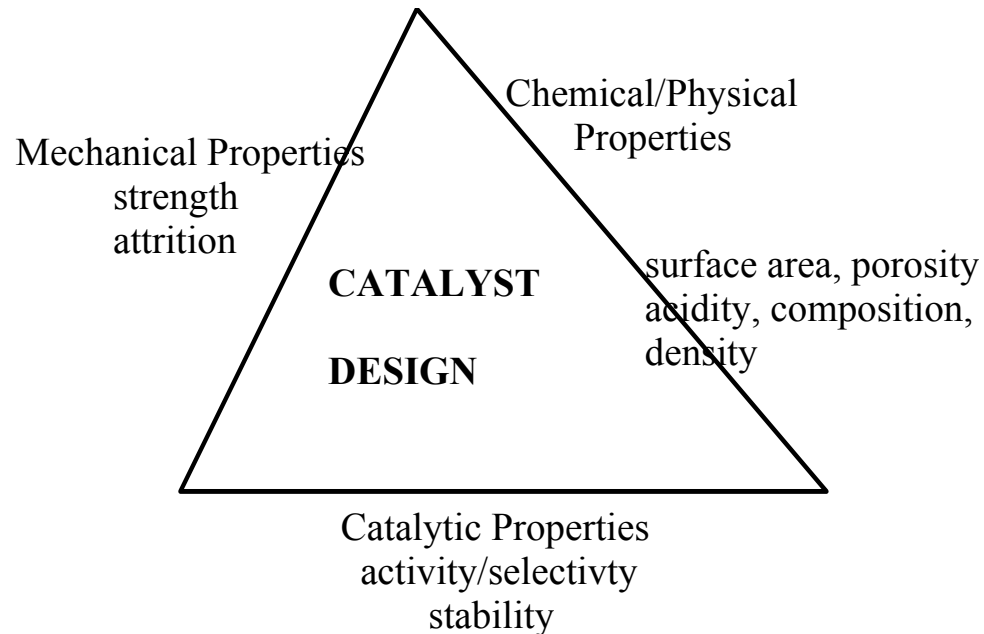 Chemical/Physical
Properties
Mechanical Properties
strength
attrition
surface area, porosity
acidity, composition,
density
CATALYST
DESIGN
Catalytic Properties
activity/selectivty
stability